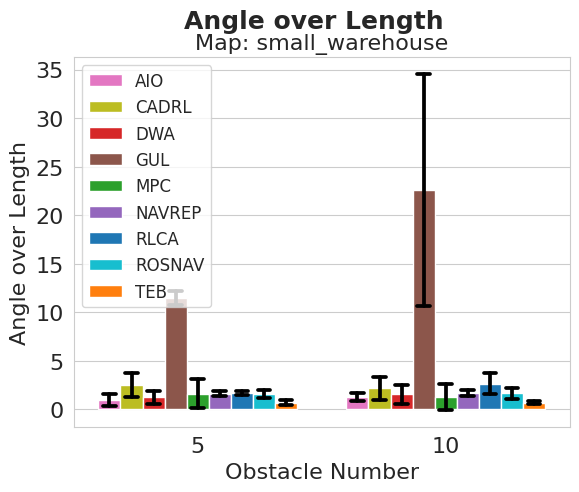 Angle over Length
Map: small_warehouse
Angle over Length
35
30
25
20
15
10
5
0
AIO
CADRL
DWA
GUL
MPC
NAVREP
RLCA
ROSNAV
TEB
5
10
Obstacle Number